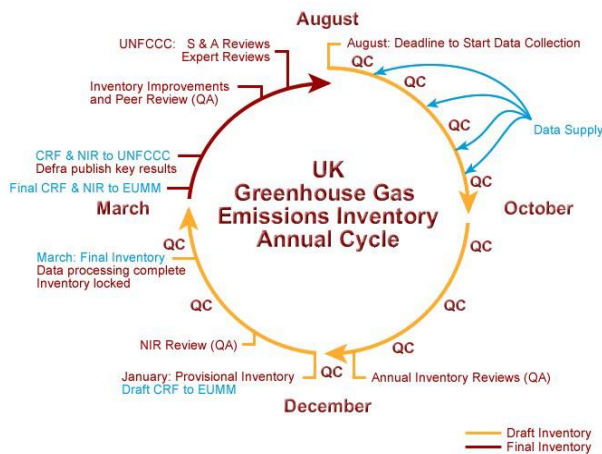 August
UNFCCC: S & A Reviews
Expert Reviews
August: Deadline to Start Data Collection
QC
QC
QC
QC
QC
Data Supply
Inventory Improvements
and Peer Review (QA)
CRF & NIR to UNFCCC
Defra publish key results
Final CRF & NIR to EUMM
March
UK
Greenhouse Gas
Emissions Inventory
Annual Cycle
October
QC
March: Final Inventory
Data processing complete
Inventory locked
QC
QC
QC
QC
NIR Review (QA)
January: Provisional Inventory
Draft CRF to EUMM
QC
Annual Inventory Reviews (QA)
December
Draft Inventory
Final Inventory